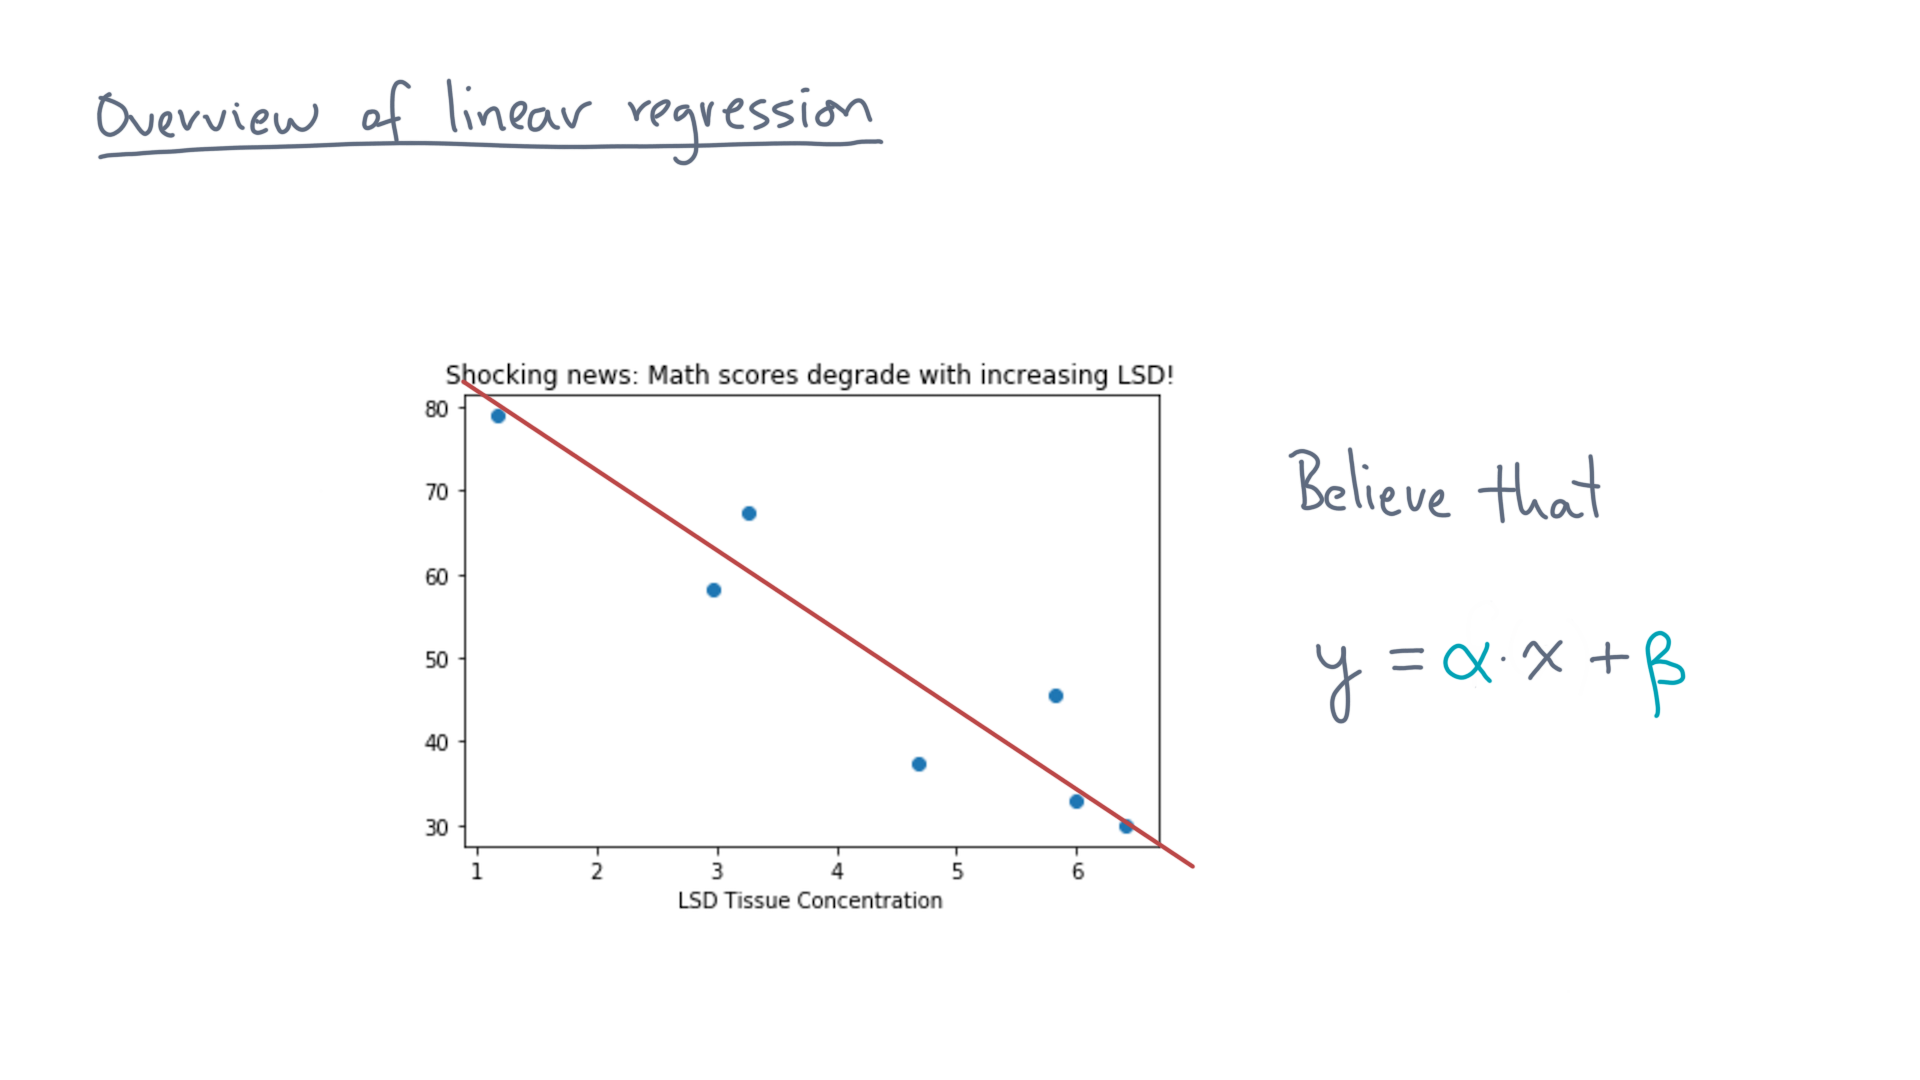 Overview of linear regression
Shocking news: Math scores degrade with increasing LSD!
80
70
60
50
40
30
1 2 3 4 5 6
LSD Tissue Concentration
Believe that
y = α · x + β